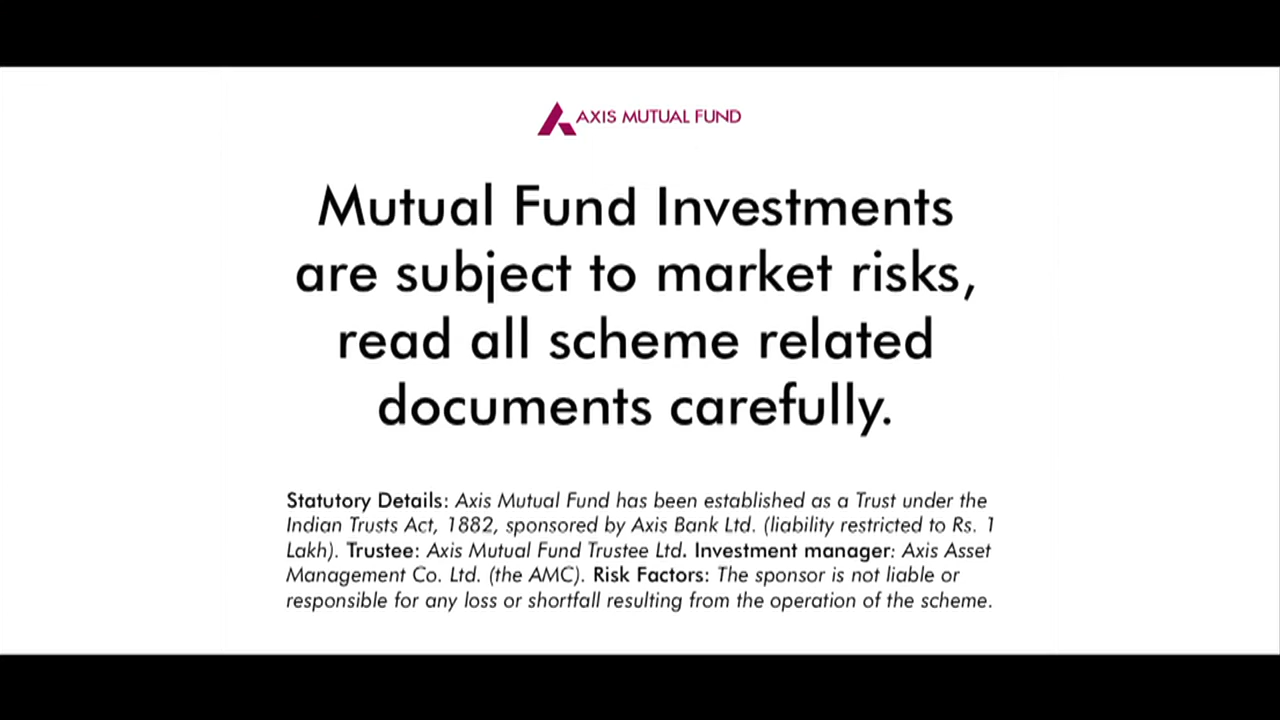 AXIS MUTUAL FUND
Mutual Fund Investments
are subject to market risks,
read all scheme related
documents carefully.
Statutory Details: Axis Mutual Fund has been established as a Trust under the
Indian Trusts Act, 1882, sponsored by Axis Bank Ltd. (liability restricted to Rs. 1
Lakh). Trustee: Axis Mutual Fund Trustee Ltd. Investment manager: Axis Asset
Management Co. Ltd. (the AMC). Risk Factors: The sponsor is not liable or
responsible for any loss or shortfall resulting from the operation of the scheme.